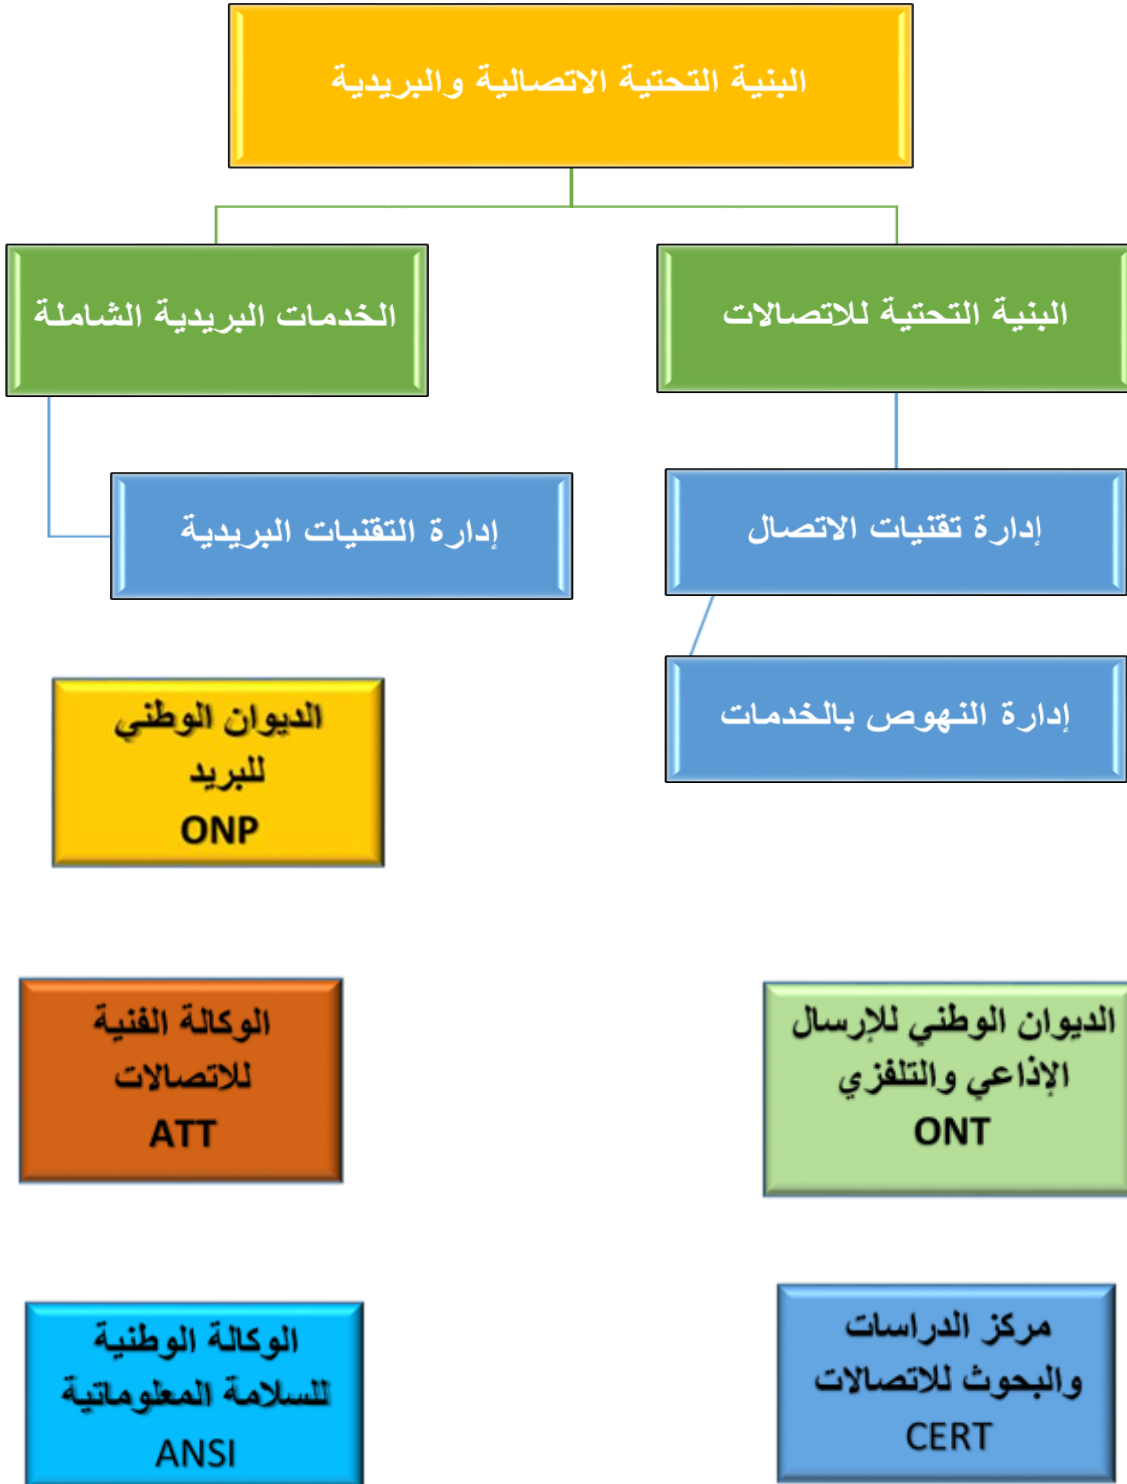 البنية التحتية الاتصالية والبريدية
البنية التحتية للاتصالات
الخدمات البريدية الشاملة
إدارة تقنيات الاتصال
إدارة التقنيات البريدية
إدارة النهوص بالخدمات
الديوان الوطني
للبريد
ONP
الديوان الوطني للإرسال
الإذاعي والتلفزي
ONT
الوكالة الفنية
للاتصالات
ATT
مركز الدراسات
والبحوث للاتصالات
CERT
الوكالة الوطنية
للسلامة المعلوماتية
ANSI